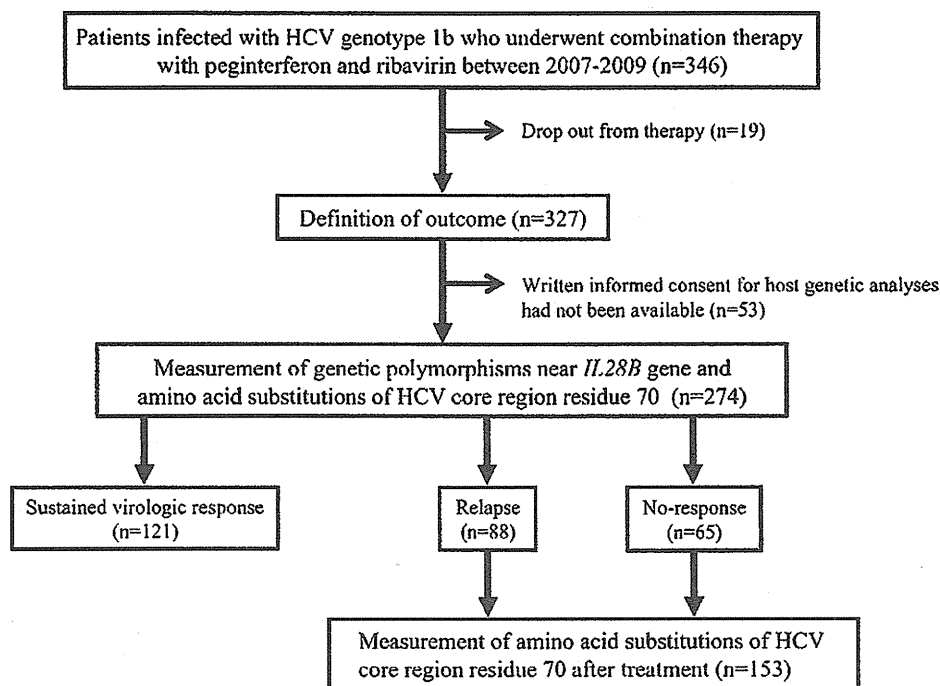 Patients infected with HCV genotype 1b who underwent combination therapy
with peginterferon and ribavirin between 2007-2009 (n=346)
Drop out from therapy (n=19)
Definition of outcome (n=327)
Written informed consent for host genetic analyses
had not been available (n=53)
Measurement of genetic polymorphisms near IL28B gene and
amino acid substitutions of HCV core region residue 70 (n=274)
Sustained virologic response
(n=121)
Relapse
(n=88)
No-response
(n=65)
Measurement of amino acid substitutions of HCV
core region residue 70 after treatment (n=153)